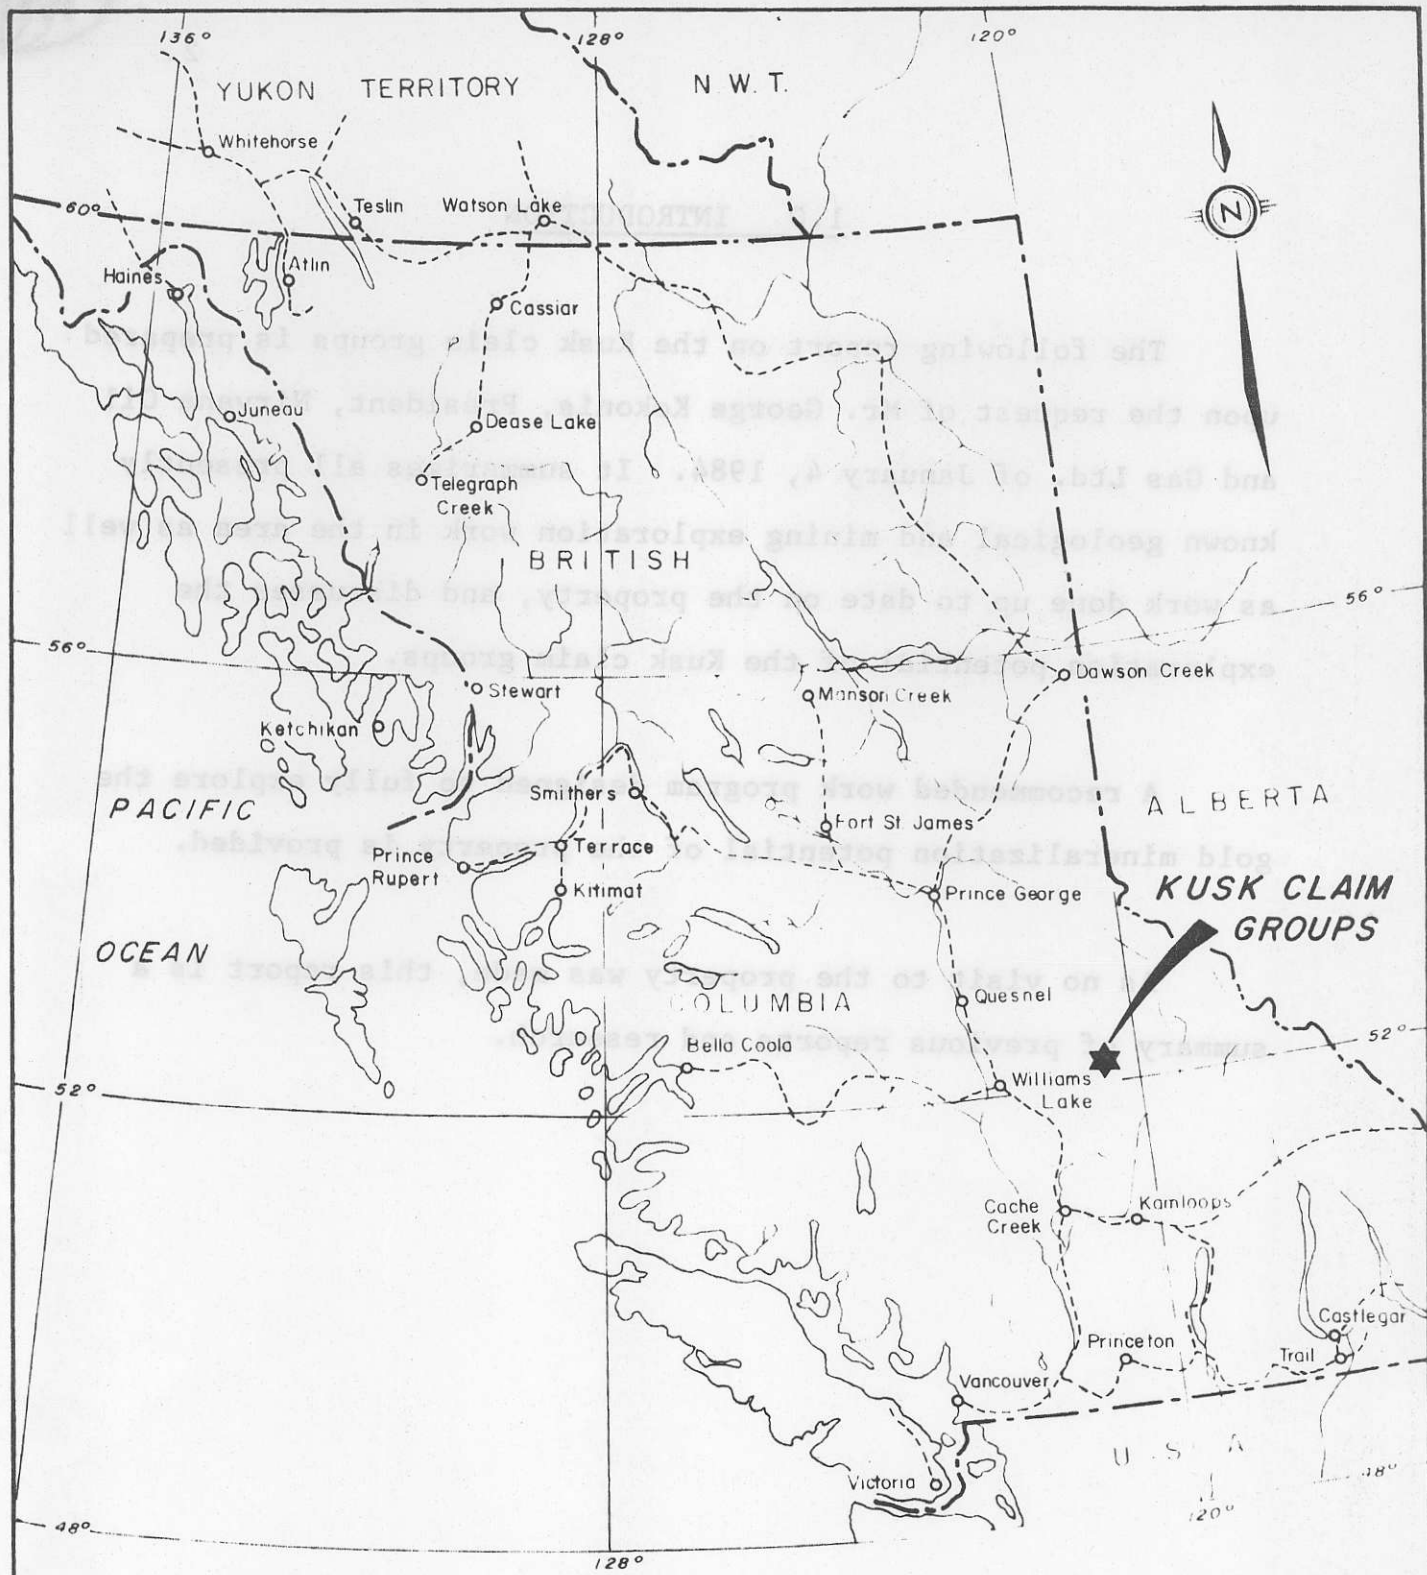 136°
128°
120°
YUKON TERRITORY
N.W.T.
Whitehorse
60°
Teslin
Watson Lake
1.0 INTRODUCTION
N
Haines
Atlin
Cassiar
The following report on the Kusk claim groups is prepared
Juneau
upon the request of Mr. George Kokonis, President,
Dease Lake
and Gas Ltd. of January 4, 1984. It summarizes all
Telegraph
Creek
known geological and mining exploration work in the area as well
BRITISH
as work done up to date on the property, and the
56°
56°
exploration potential of the Kusk claim groups.
Dawson Creek
Stewart
Manson Creek
Ketchikan
A recommended work program designed to fully explore the
Smithers
PACIFIC
ALBERTA
Fort St. James
Terrace
gold mineralization potential of the property is provided.
Prince
Rupert
Kitimat
Prince George
KUSK CLAIM
GROUPS
OCEAN
no visit to the property was made, this report is a
Quesnel
COLUMBIA
52°
summary of previous reports and research.
Bella Coola
52°
Williams
Lake
Cache
Creek
Kamloops
Castlegar
Princeton
Trail
Vancouver
U.S.A.
Victoria
48°
120°
48°
128°